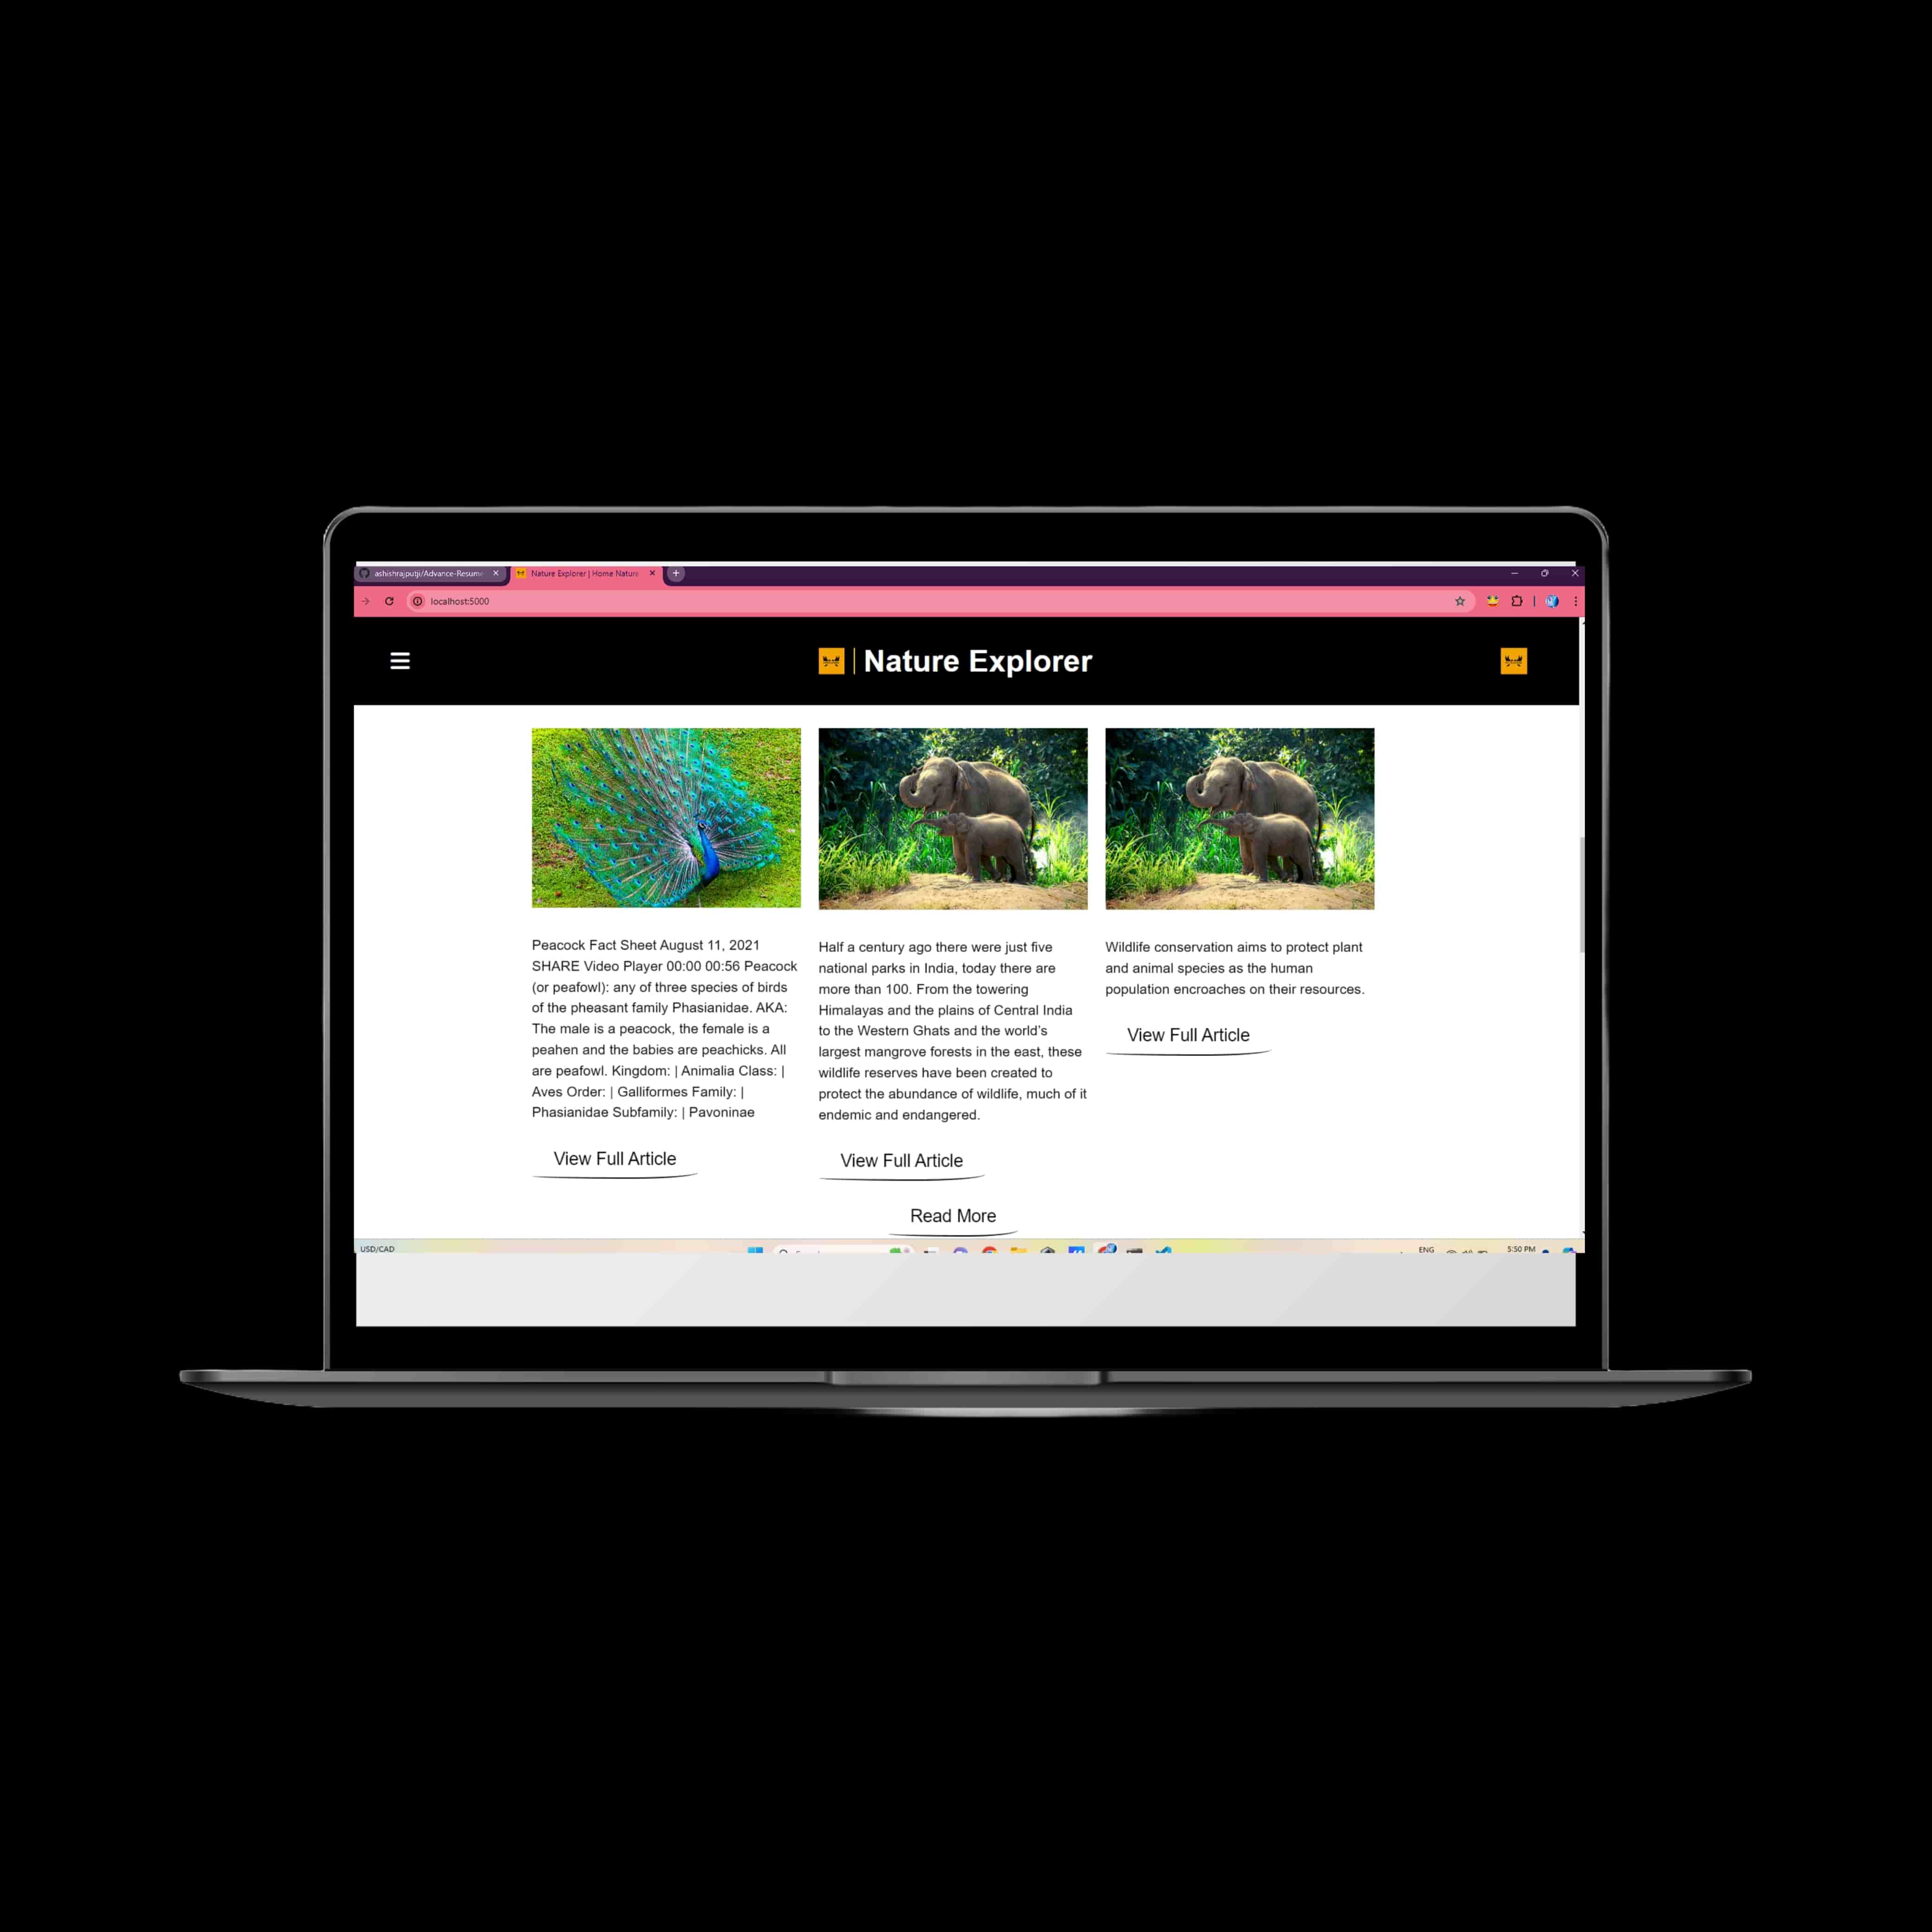 ashishrajputji/Advance-Resume
Nature Explorer | Home Nature
localhost:5000
Nature Explorer
Peacock Fact Sheet August 11, 2021
SHARE Video Player 00:00 00:56 Peacock
(or peafowl): any of three species of birds
of the pheasant family Phasianidae. AKA:
The male is a peacock, the female is a
peahen and the babies are peachicks. All
are peafowl. Kingdom: | Animalia Class: |
Aves Order: | Galliformes Family: |
Phasianidae Subfamily: | Pavoninae
View Full Article
Half a century ago there were just five
national parks in India, today there are
more than 100. From the towering
Himalayas and the plains of Central India
to the Western Ghats and the world’s
largest mangrove forests in the east, these
wildlife reserves have been created to
protect the abundance of wildlife, much of it
endemic and endangered.
View Full Article
Wildlife conservation aims to protect plant
and animal species as the human
population encroaches on their resources.
View Full Article
Read More
USD/CAD
ENG
5:50 PM